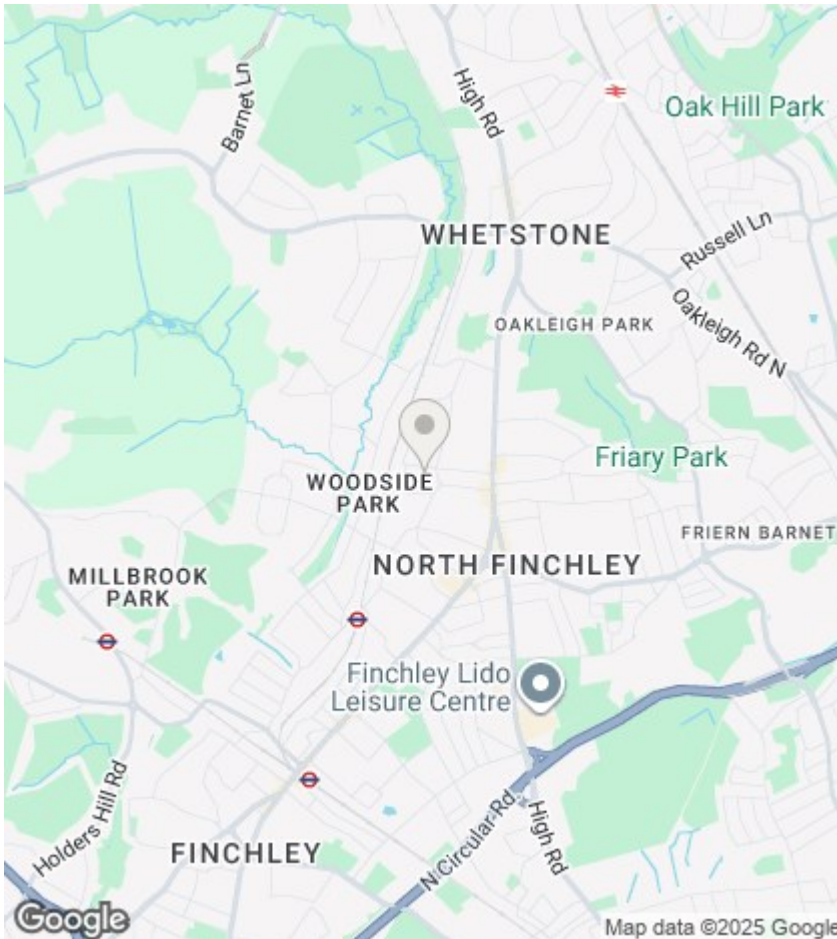 Barnet Ln
High Rd
Oak Hill Park
WHETSTONE
Russell Ln
Oakleigh Rd N
OAKLEIGH PARK
Friary Park
WOODSIDE
PARK
FRIERN BARNET
NORTH FINCHLEY
MILLBROOK
PARK
Finchley Lido
Leisure Centre
Holders Hill Rd
N Circular Rd
High Rd
FINCHLEY
Google
Map data ©2025 Google